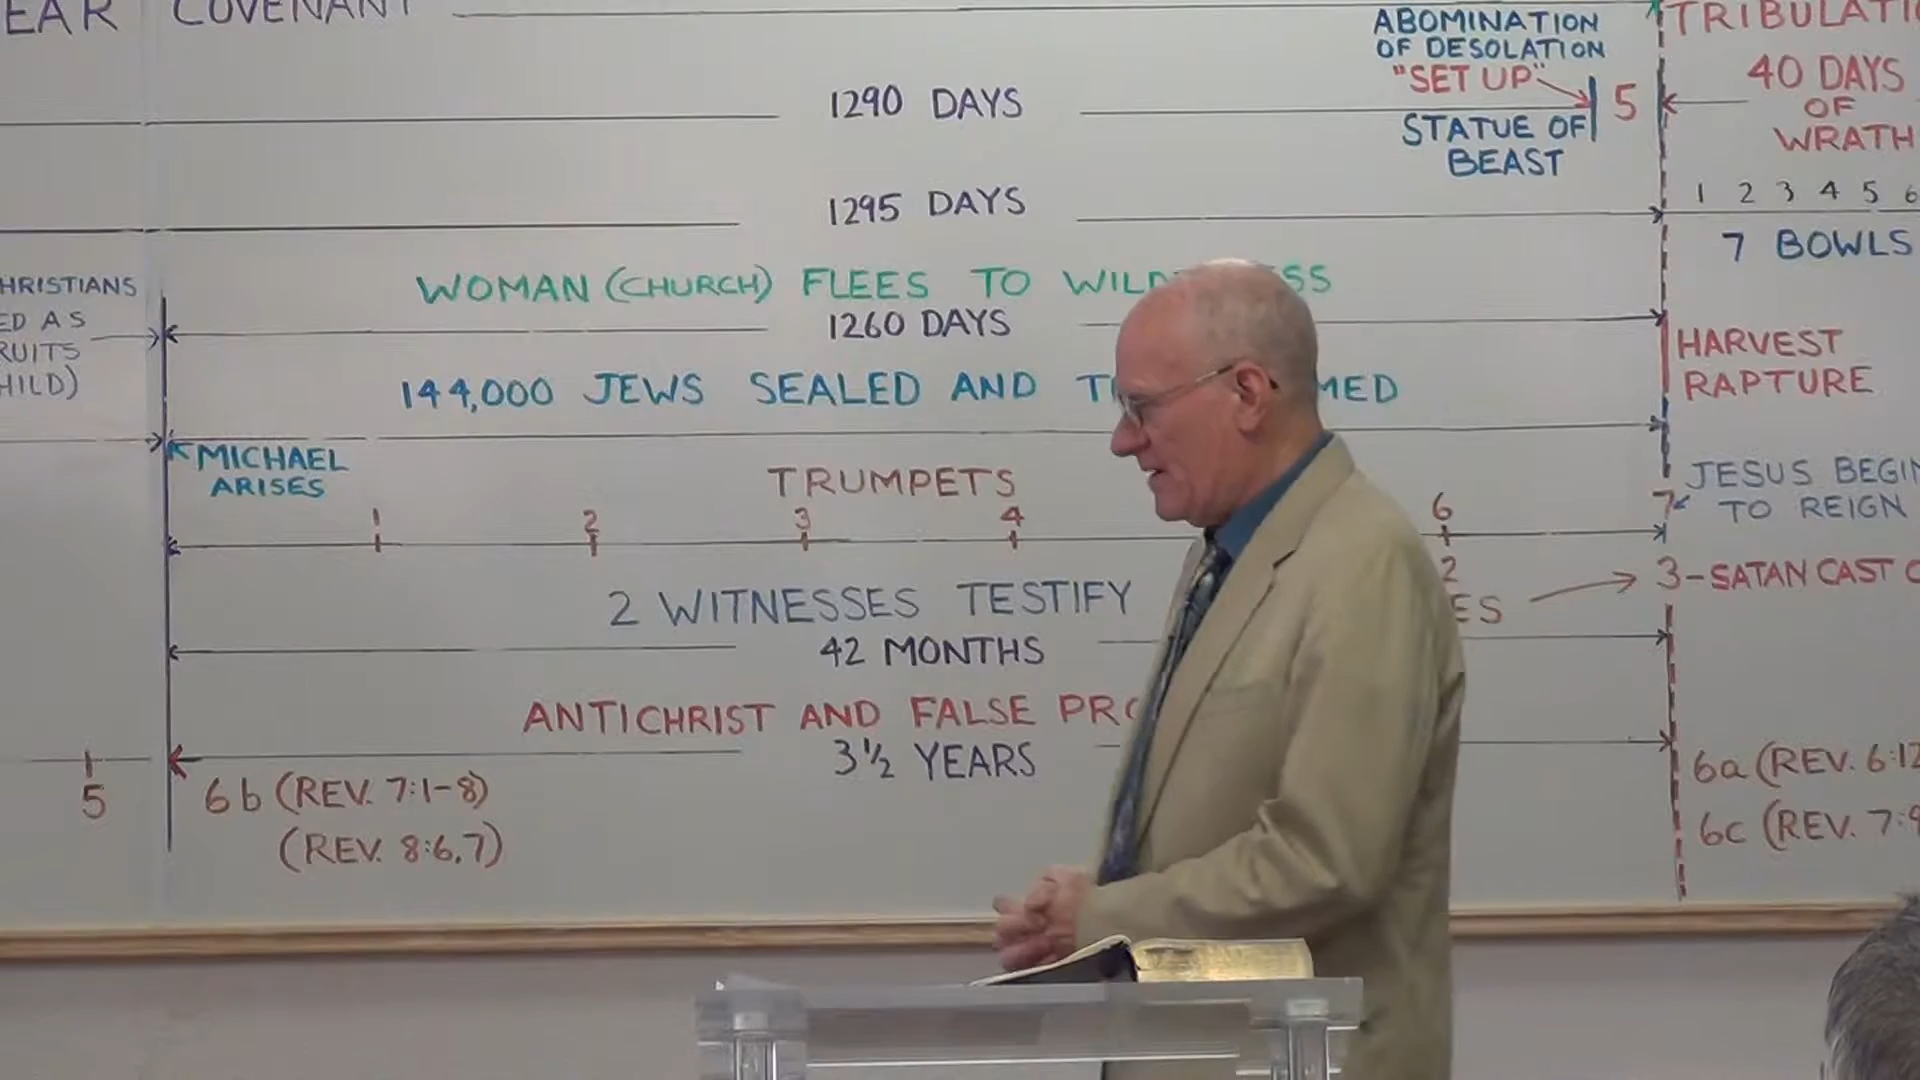 EAR COVENANT
ABOMINATION
OF DESOLATION
"SET UP"
STATUE OF
BEAST
5
1290 DAYS
TRIBULATI
40 DAYS
OF
WRATH
1 2 3 4 5 6
7 BOWLS
1295 DAYS
HRISTIANS
ED AS
RUITS
HILD)
WOMAN (CHURCH) FLEES TO WILD SS
1260 DAYS
HARVEST
RAPTURE
144,000 JEWS SEALED AND T MED
MICHAEL
ARISES
TRUMPETS
1 2 3 4 6 7
JESUS BEGIN
TO REIGN
2 WITNESSES TESTIFY
42 MONTHS
2
ES
3-SATAN CAST O
ANTICHRIST AND FALSE PRO
3½ YEARS
5
6b (REV. 7:1-8)
(REV. 8:6,7)
6a (REV. 6:12
6c (REV. 7:9